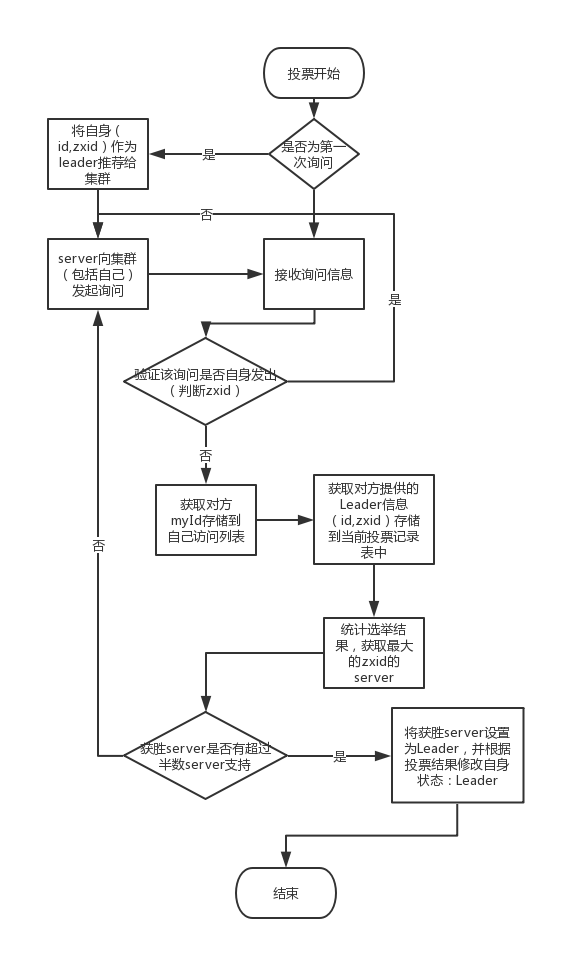 投票开始
是否为第一
次询问
是
将自身（
id,zxid）作为
leader推荐给
集群
否
server向集群
（包括自己）
发起询问
接收询问信息
是
验证该询问是否自身发出
（判断zxid）
否
获取对方
myId存储到
自己访问列表
获取对方提供的
Leader信息
（id,zxid）存储
到当前投票记录
表中
否
统计选举结
果，获取最大
的zxid的
server
获胜server是否有超过
半数server支持
是
将获胜server设置
为Leader，并根据
投票结果修改自身
状态：Leader
结束